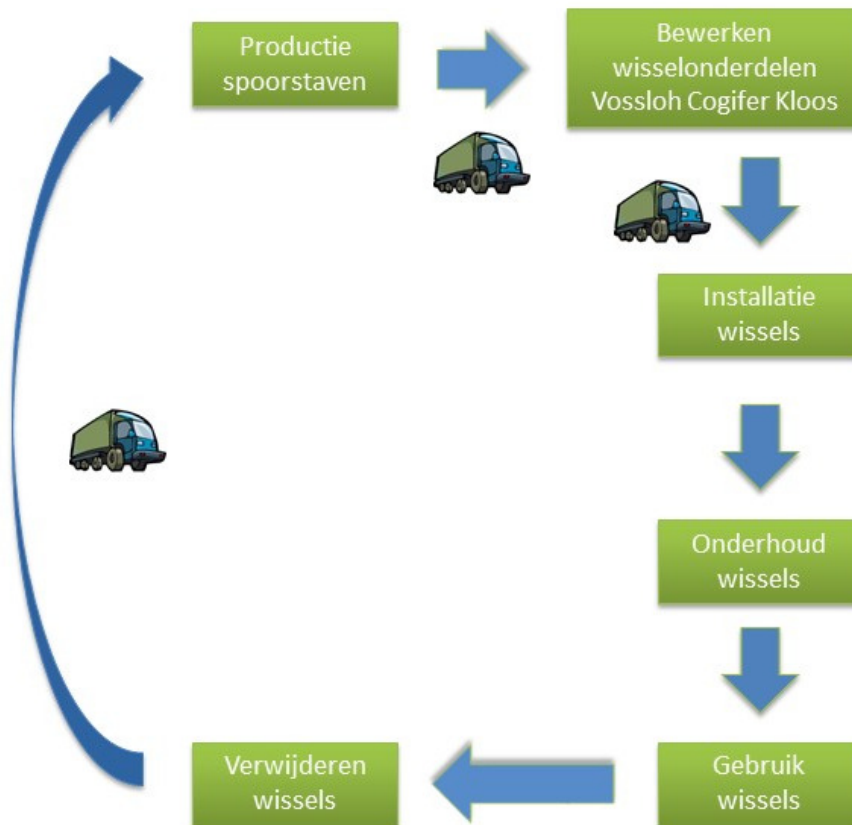 Productie
spoorstaven
Bewerken
wisselonderdelen
Vossloh Cogifer Kloos
Installatie
wissels
Onderhoud
wissels
Gebruik
wissels
Verwijderen
wissels